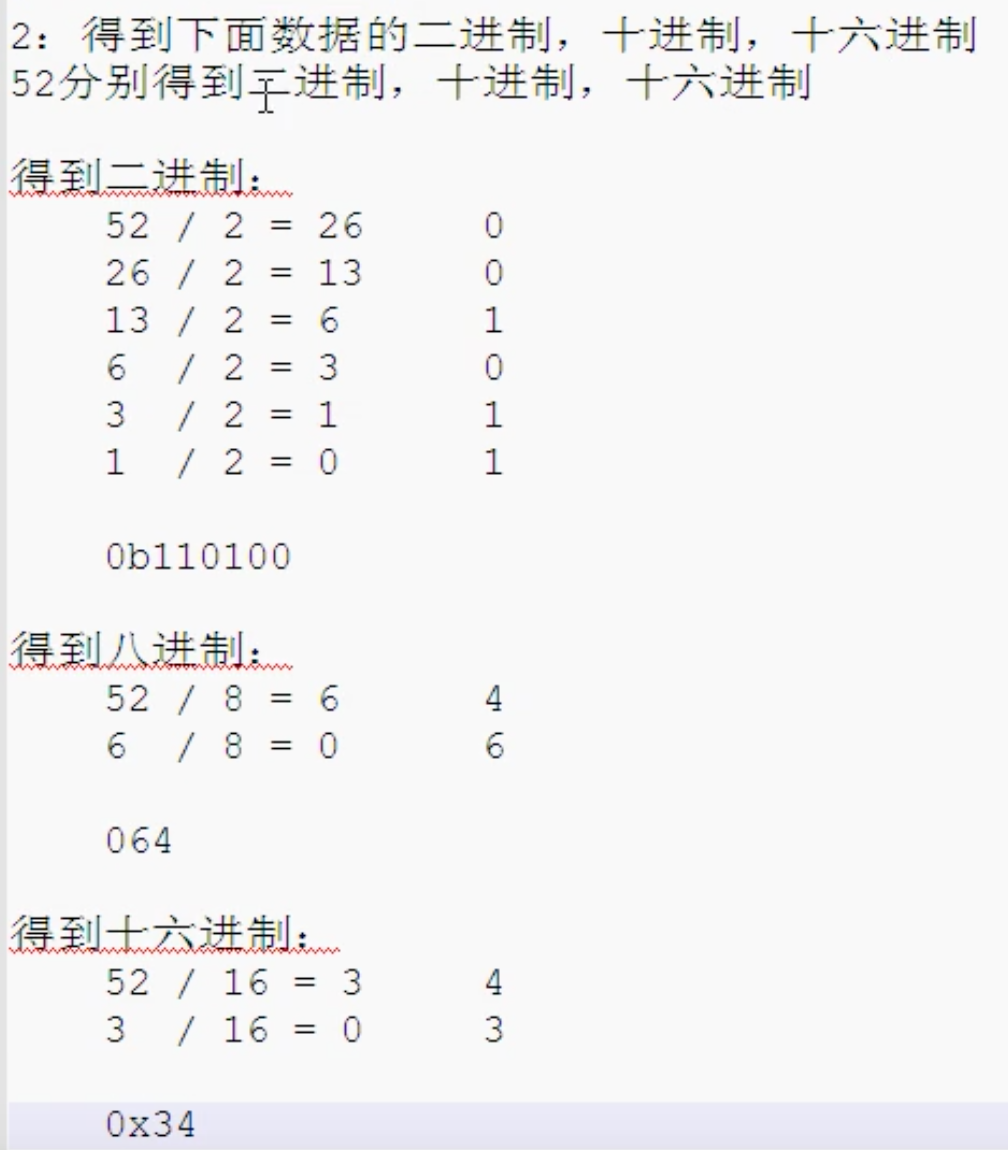 2：得到下面数据的二进制，十进制，十六进制
52分别得到二进制，十进制，十六进制
得到二进制：
52 / 2 = 26 0
26 / 2 = 13 0
13 / 2 = 6 1
6 / 2 = 3 0
3 / 2 = 1 1
1 / 2 = 0 1
0b110100
得到八进制：
52 / 8 = 6 4
6 / 8 = 0 6
064
得到十六进制：
52 / 16 = 3 4
3 / 16 = 0 3
0x34